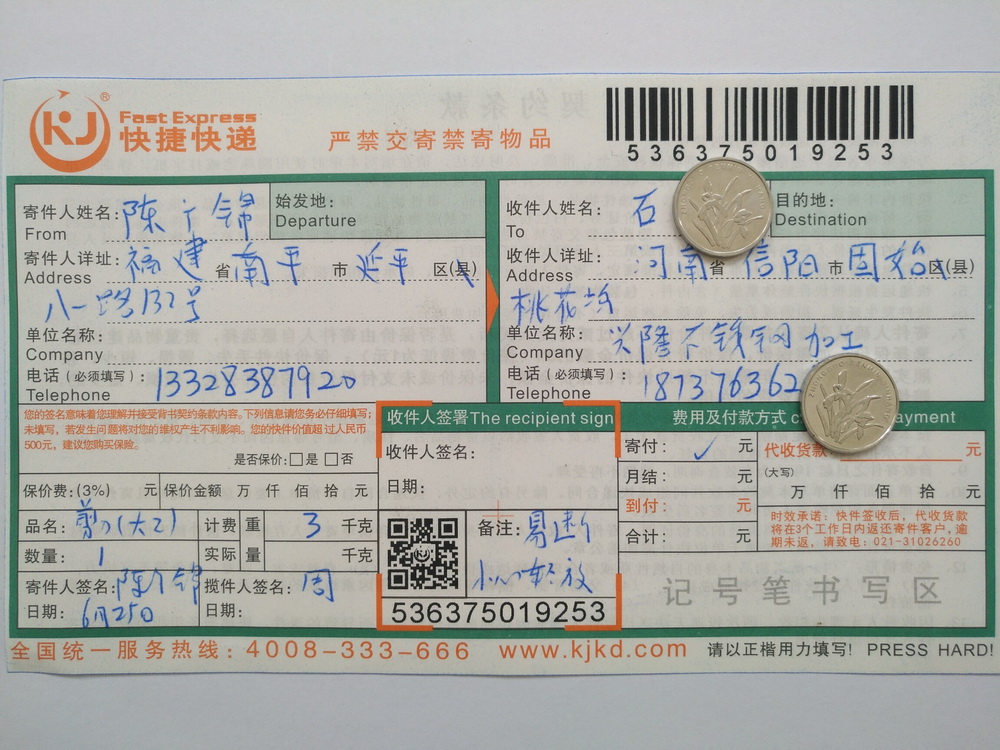 KJ
®
Fast Express
快捷快递
严禁交寄禁寄物品
536375019253
寄件人姓名: 陈广锦
From
始发地:
Departure
寄件人详址: 福建省南平市延平区(县)
Address
八一路132号
单位名称:
Company
电话(必须填写): 13328387920
Telephone
收件人姓名: 石
To
目的地:
Destination
收件人详址: 河南省信阳市固始区(县)
Address
桃花坞
单位名称: 兴隆不锈钢加工
Company
电话(必须填写): 187376362
Telephone
您的签名意味着您理解并接受背书契约条款内容。下列信息请您务必仔细填写;
未填写,若发生问题将对您的维权产生不利影响。您的快件价值超过人民币
500元,建议您购买保险。
是否保价: □是 □否
保价费: (3%) 元 保价金额 万 仟 佰 拾 元
品名: 剪刀(大2) 计费重 3 千克
数量: 1 实际量 千克
寄件人签名: 陈广锦
日期: 6月25日
揽件人签名: 周
日期:
收件人签署The recipient sign
收件人签名:
日期:
备注: 易断
小心轻放
536375019253
费用及付款方式 ayment
寄付: ✓ 元
月结: 元
到付: 元
合计: 元
代收货款 元
(大写)
万 仟 佰 拾 元
时效承诺: 快件签收后,代收货款
将在3个工作日内返还寄件客户,逾
期未返,请致电: 021-31026260
记号笔书写区
全国统一服务热线: 4008-333-666 www.kjkd.com 请以正楷用力填写! PRESS HARD!